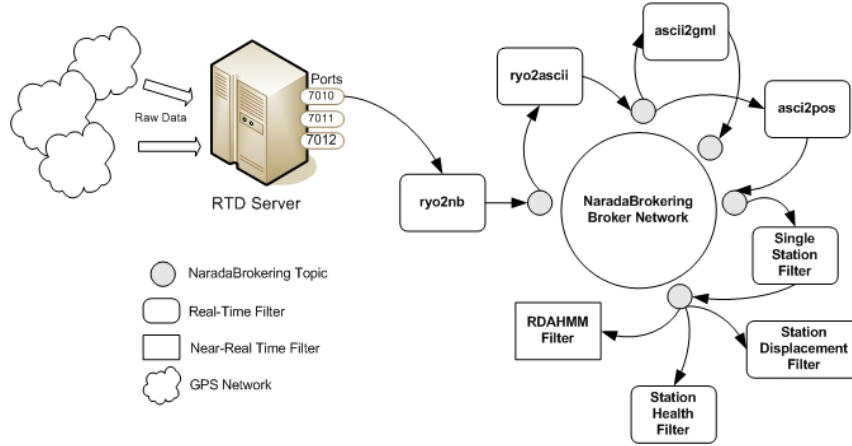 Raw Data
Ports
7010
7011
7012
RTD Server
ryo2nb
ryo2ascii
ascii2gml
asci2pos
NaradaBrokering
Broker Network
Single
Station
Filter
RDAHMM
Filter
Station
Health
Filter
Station
Displacement
Filter
NaradaBrokering Topic
Real-Time Filter
Near-Real Time Filter
GPS Network